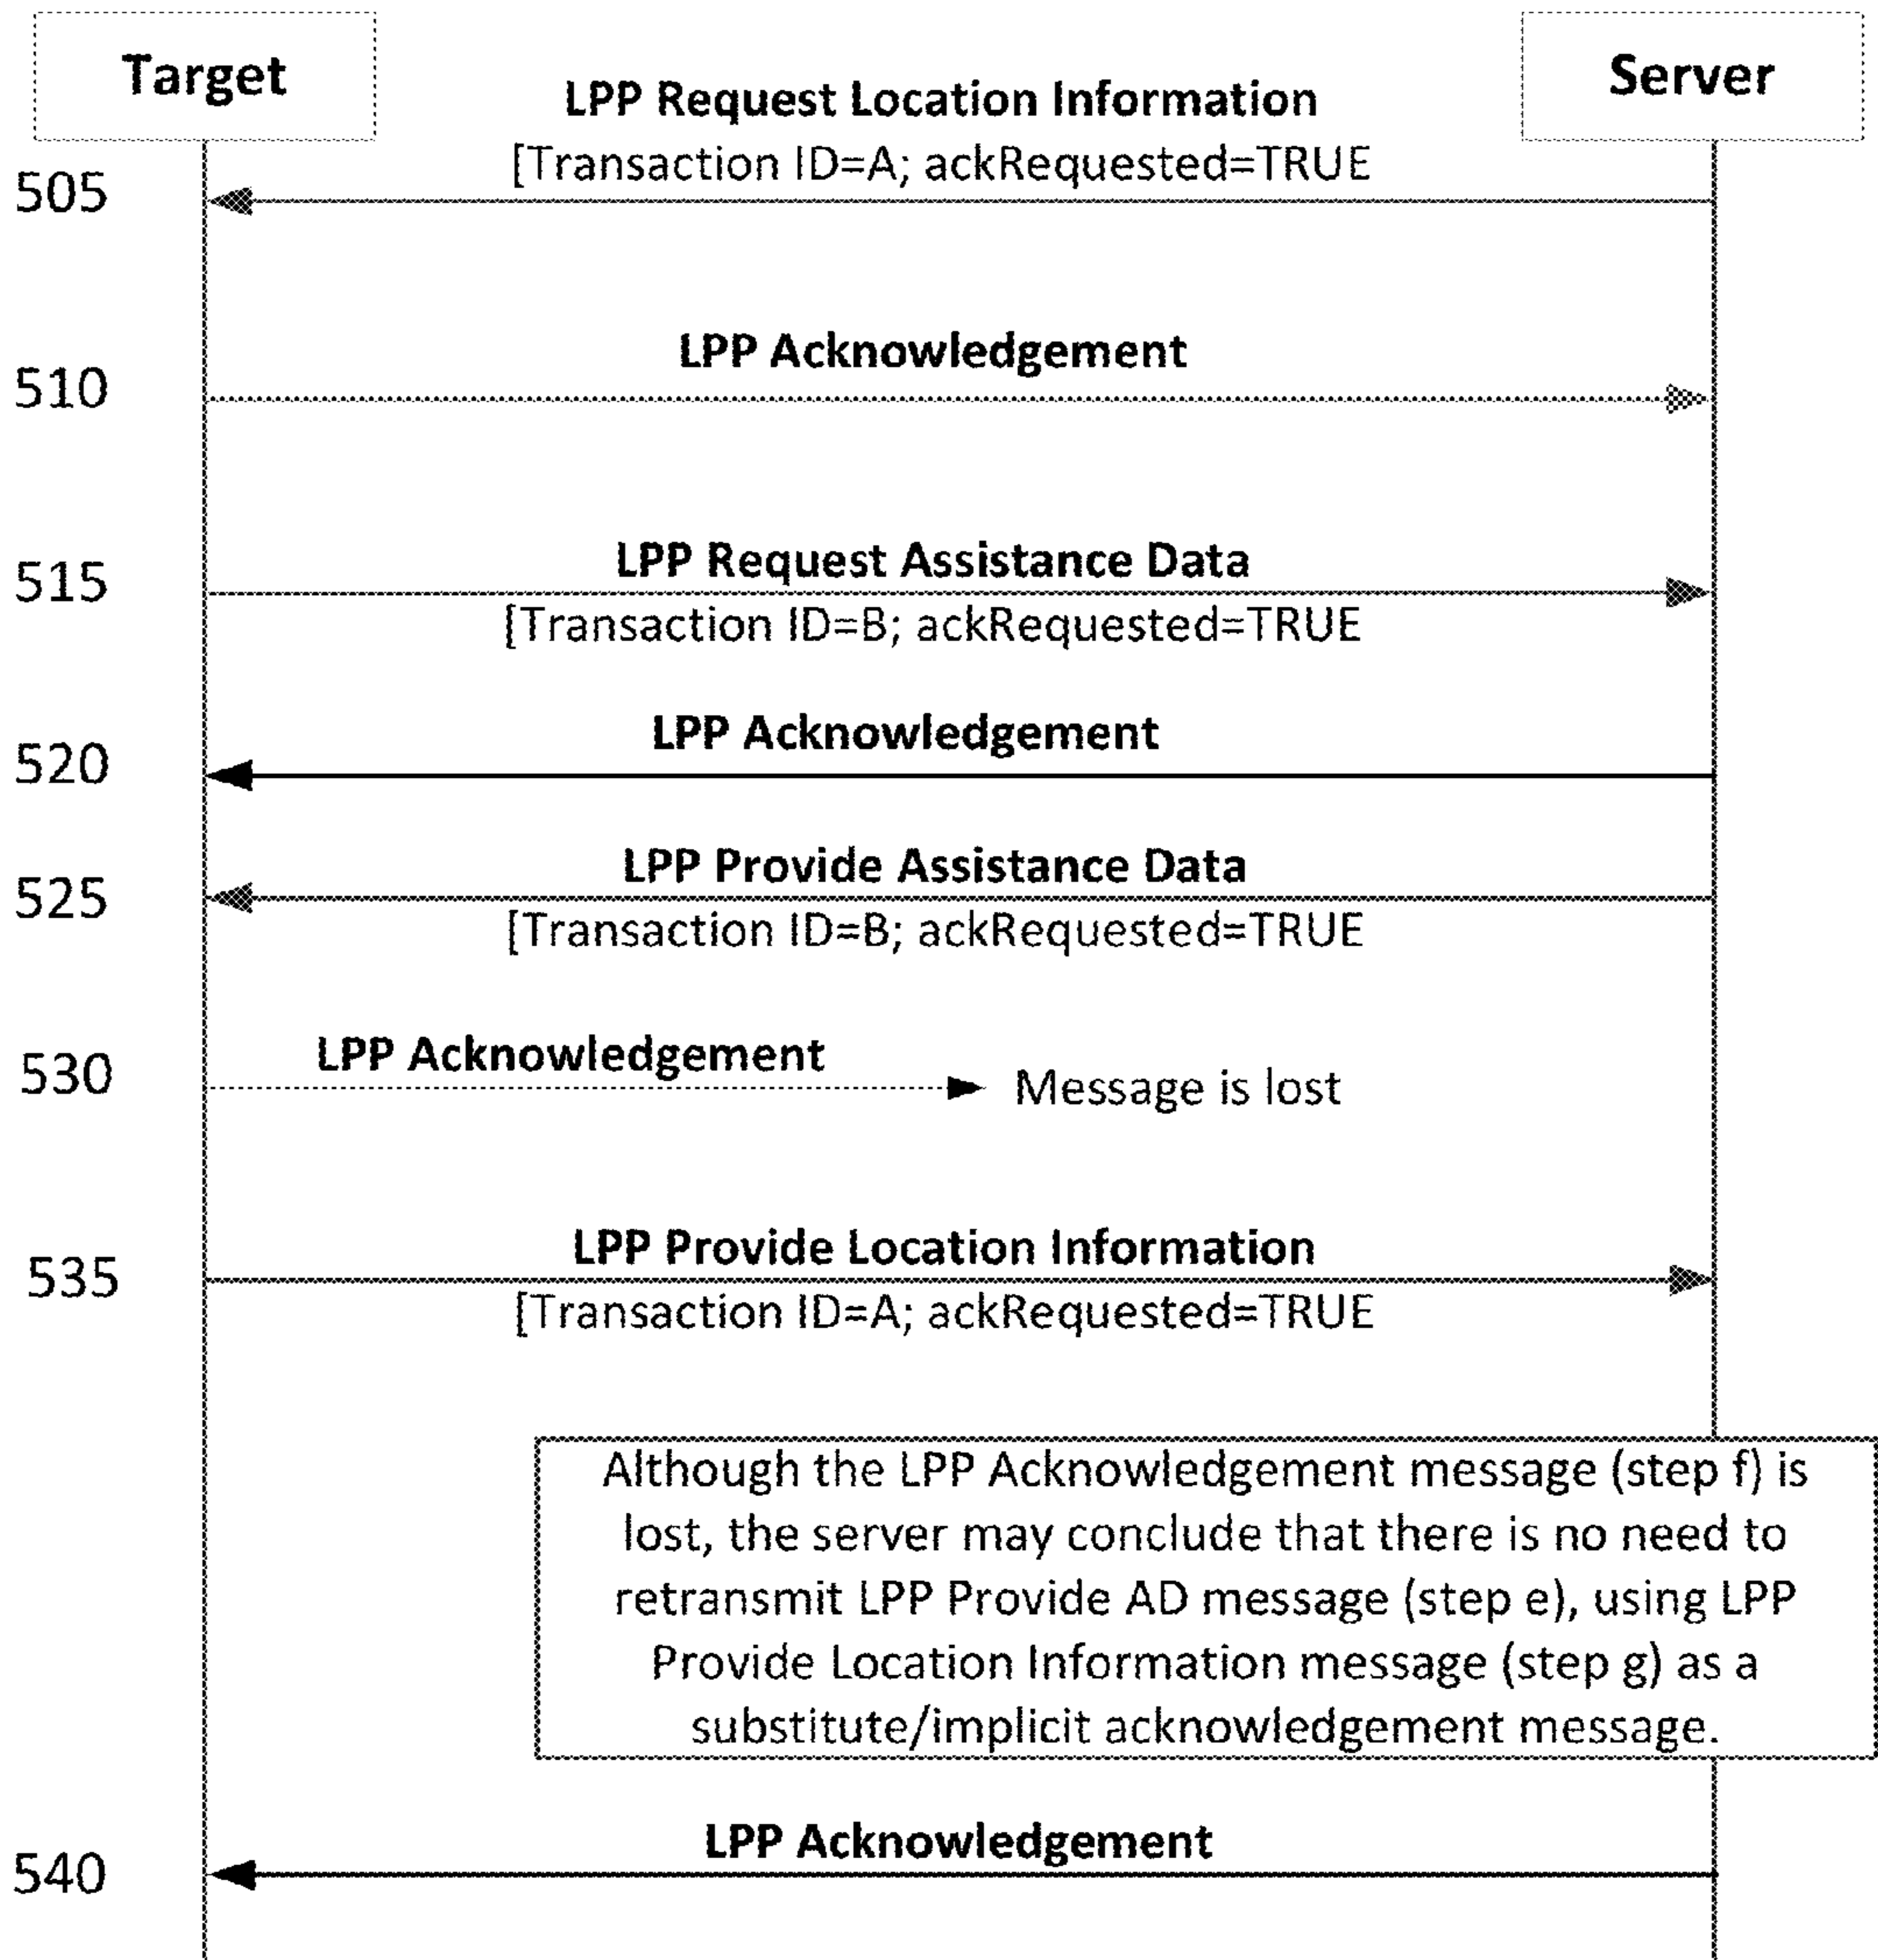 Target
Server
LPP Request Location Information
[Transaction ID=A; ackRequested=TRUE
505
LPP Acknowledgement
510
LPP Request Assistance Data
515
[Transaction ID=B; ackRequested=TRUE
LPP Acknowledgement
520
LPP Provide Assistance Data
525
[Transaction ID=B; ackRequested=TRUE
LPP Acknowledgement
530
Message is lost
LPP Provide Location Information
535
[Transaction ID=A; ackRequested=TRUE
Although the LPP Acknowledgement message (step f) is
lost, the server may conclude that there is no need to
retransmit LPP Provide AD message (step e), using LPP
Provide Location Information message (step g) as a
substitute/implicit acknowledgement message.
LPP Acknowledgement
540